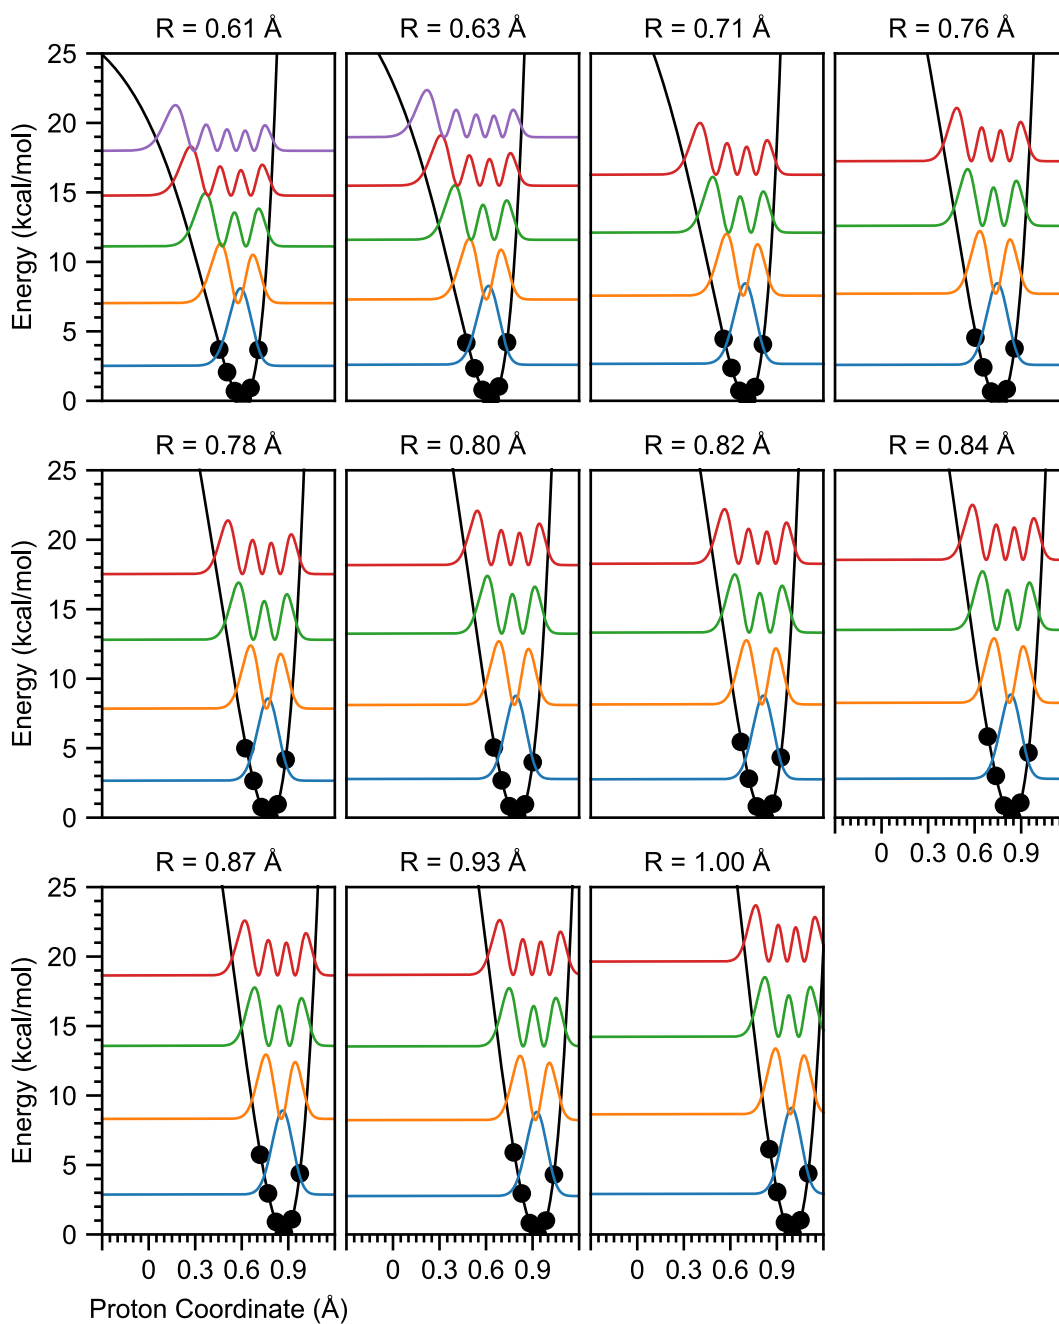 R = 0.61 Å
R = 0.63 Å
R = 0.71 Å
R = 0.76 Å
25
20
15
10
5
0
Energy (kcal/mol)
R = 0.78 Å
R = 0.80 Å
R = 0.82 Å
R = 0.84 Å
25
20
15
10
5
0
Energy (kcal/mol)
0 0.3 0.6 0.9
R = 0.87 Å
R = 0.93 Å
R = 1.00 Å
25
20
15
10
5
0
Energy (kcal/mol)
0 0.3 0.6 0.9
0 0.3 0.6 0.9
0 0.3 0.6 0.9
Proton Coordinate (Å)